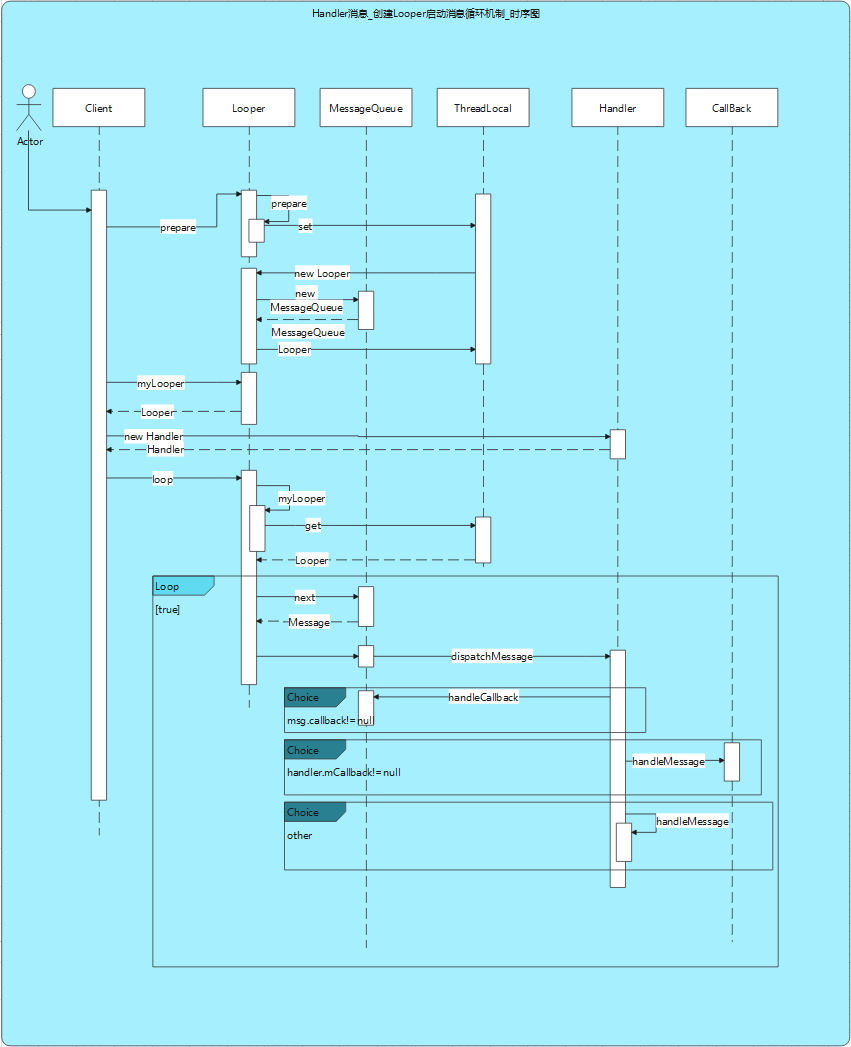 Handler消息_创建Looper启动消息循环机制_时序图
Actor
Client
Looper
MessageQueue
ThreadLocal
Handler
CallBack
prepare
prepare
set
new Looper
new
MessageQueue
MessageQueue
Looper
myLooper
Looper
new Handler
Handler
loop
myLooper
get
Looper
Loop
[true]
next
Message
dispatchMessage
Choice
handleCallback
msg.callback!=null
Choice
handleMessage
handler.mCallback!=null
Choice
handleMessage
other